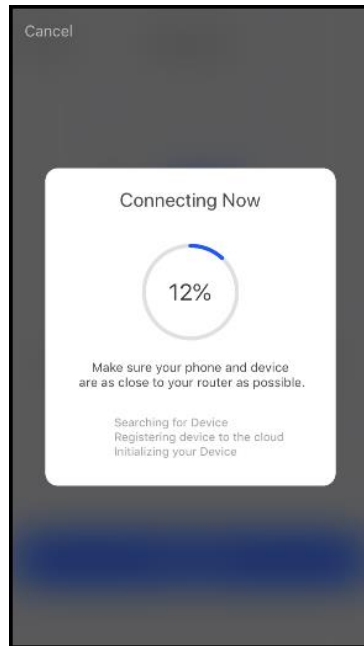 Cancel
Connecting Now
12%
Make sure your phone and device
are as close to your router as possible.
Searching for Device
Registering device to the cloud
Initializing your Device